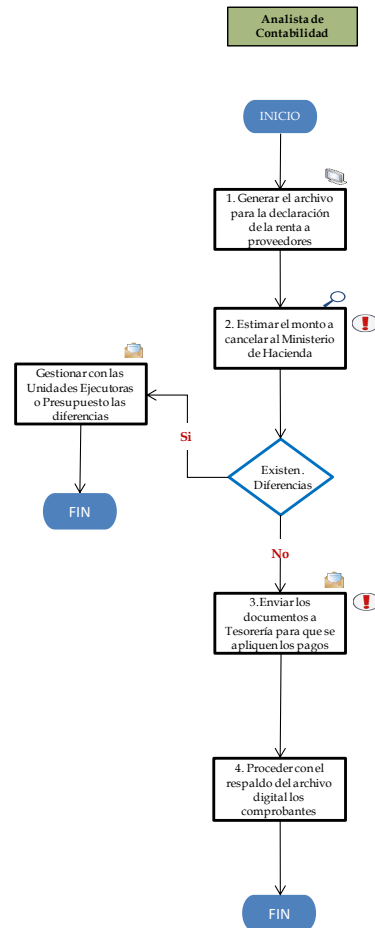 Analista de
Contabilidad
INICIO
1. Generar el archivo
para la declaración
de la renta a
proveedores
2. Estimar el monto a
cancelar al Ministerio
de Hacienda
Gestionar con las
Unidades Ejecutoras
o Presupuesto las
diferencias
Si
Existen .
Diferencias
FIN
No
3.Enviar los
documentos a
Tesorería para que se
apliquen los pagos
4. Proceder con el
respaldo del archivo
digital los
comprobantes
FIN